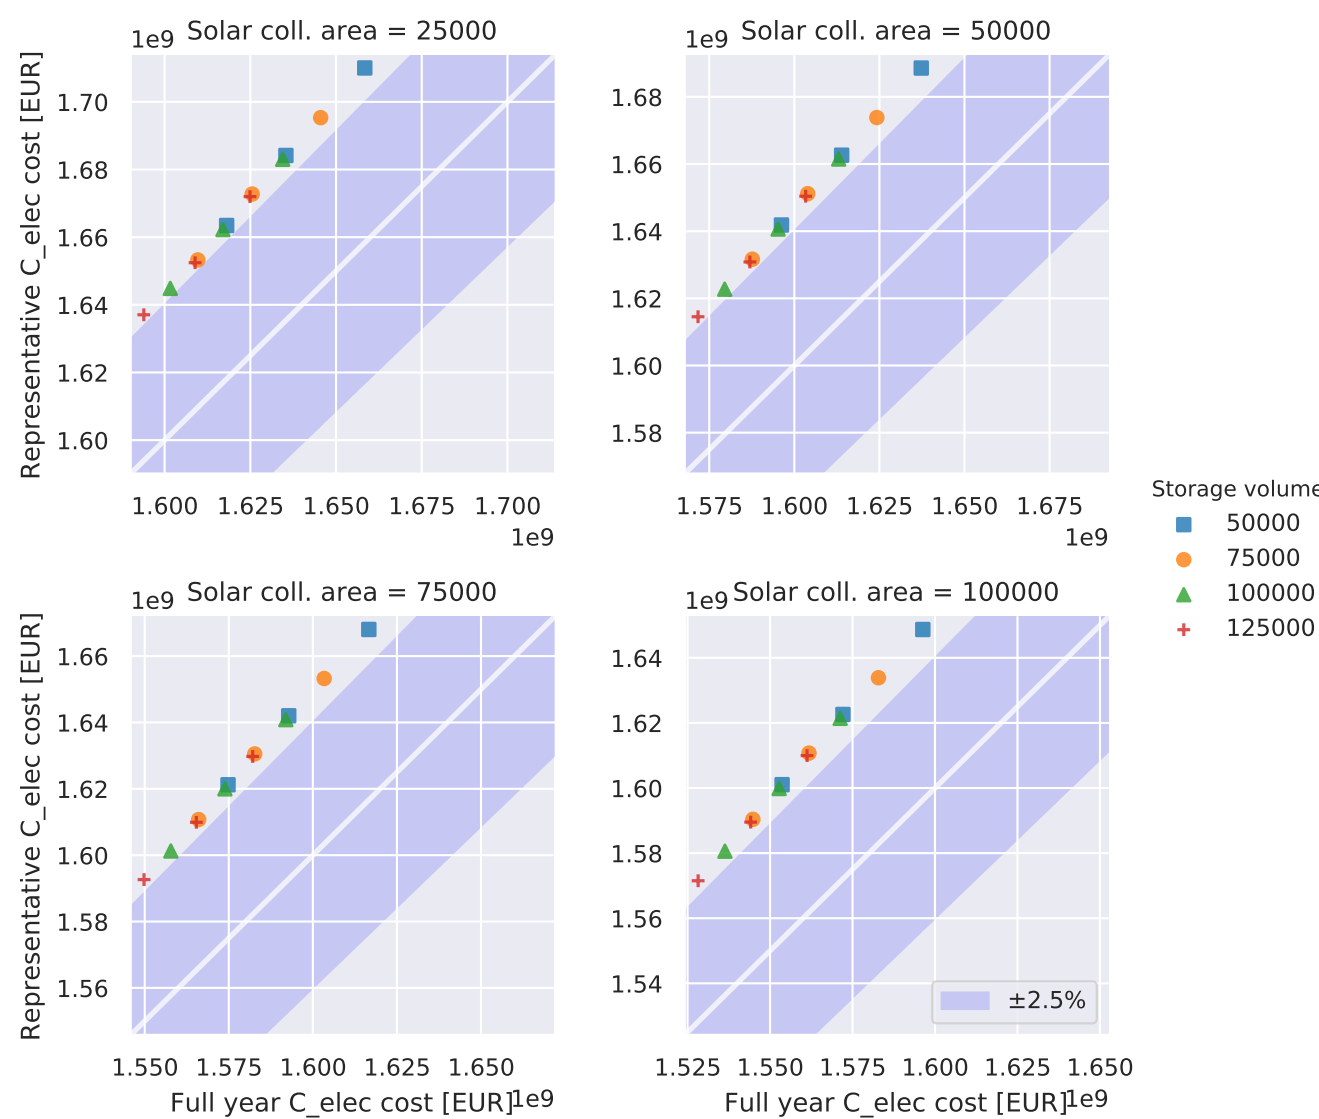 1e9 Solar coll. area = 25000
1e9 Solar coll. area = 50000
Representative C_elec cost [EUR]
1.70
1.68
1.66
1.64
1.62
1.60
1.600 1.625 1.650 1.675 1.700
1e9
1.68
1.66
1.64
1.62
1.60
1.58
1.575 1.600 1.625 1.650 1.675
1e9
Storage volume
50000
75000
100000
125000
1e9 Solar coll. area = 75000
1e9 Solar coll. area = 100000
Representative C_elec cost [EUR]
1.66
1.64
1.62
1.60
1.58
1.56
1.550 1.575 1.600 1.625 1.650
Full year C_elec cost [EUR] 1e9
1.64
1.62
1.60
1.58
1.56
1.54
±2.5%
1.525 1.550 1.575 1.600 1.625 1.650
Full year C_elec cost [EUR] 1e9